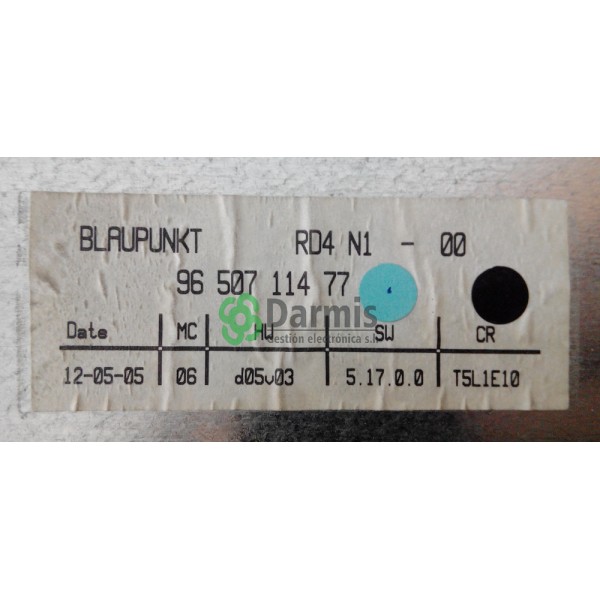 BLAUPUNKT RD4 N1 - 00
96 507 114 77
Darmis
Gestión electrónica s.l.
Date MC HW SW CR
12-05-05 06 d05v03 5.17.0.0 T5L1E10